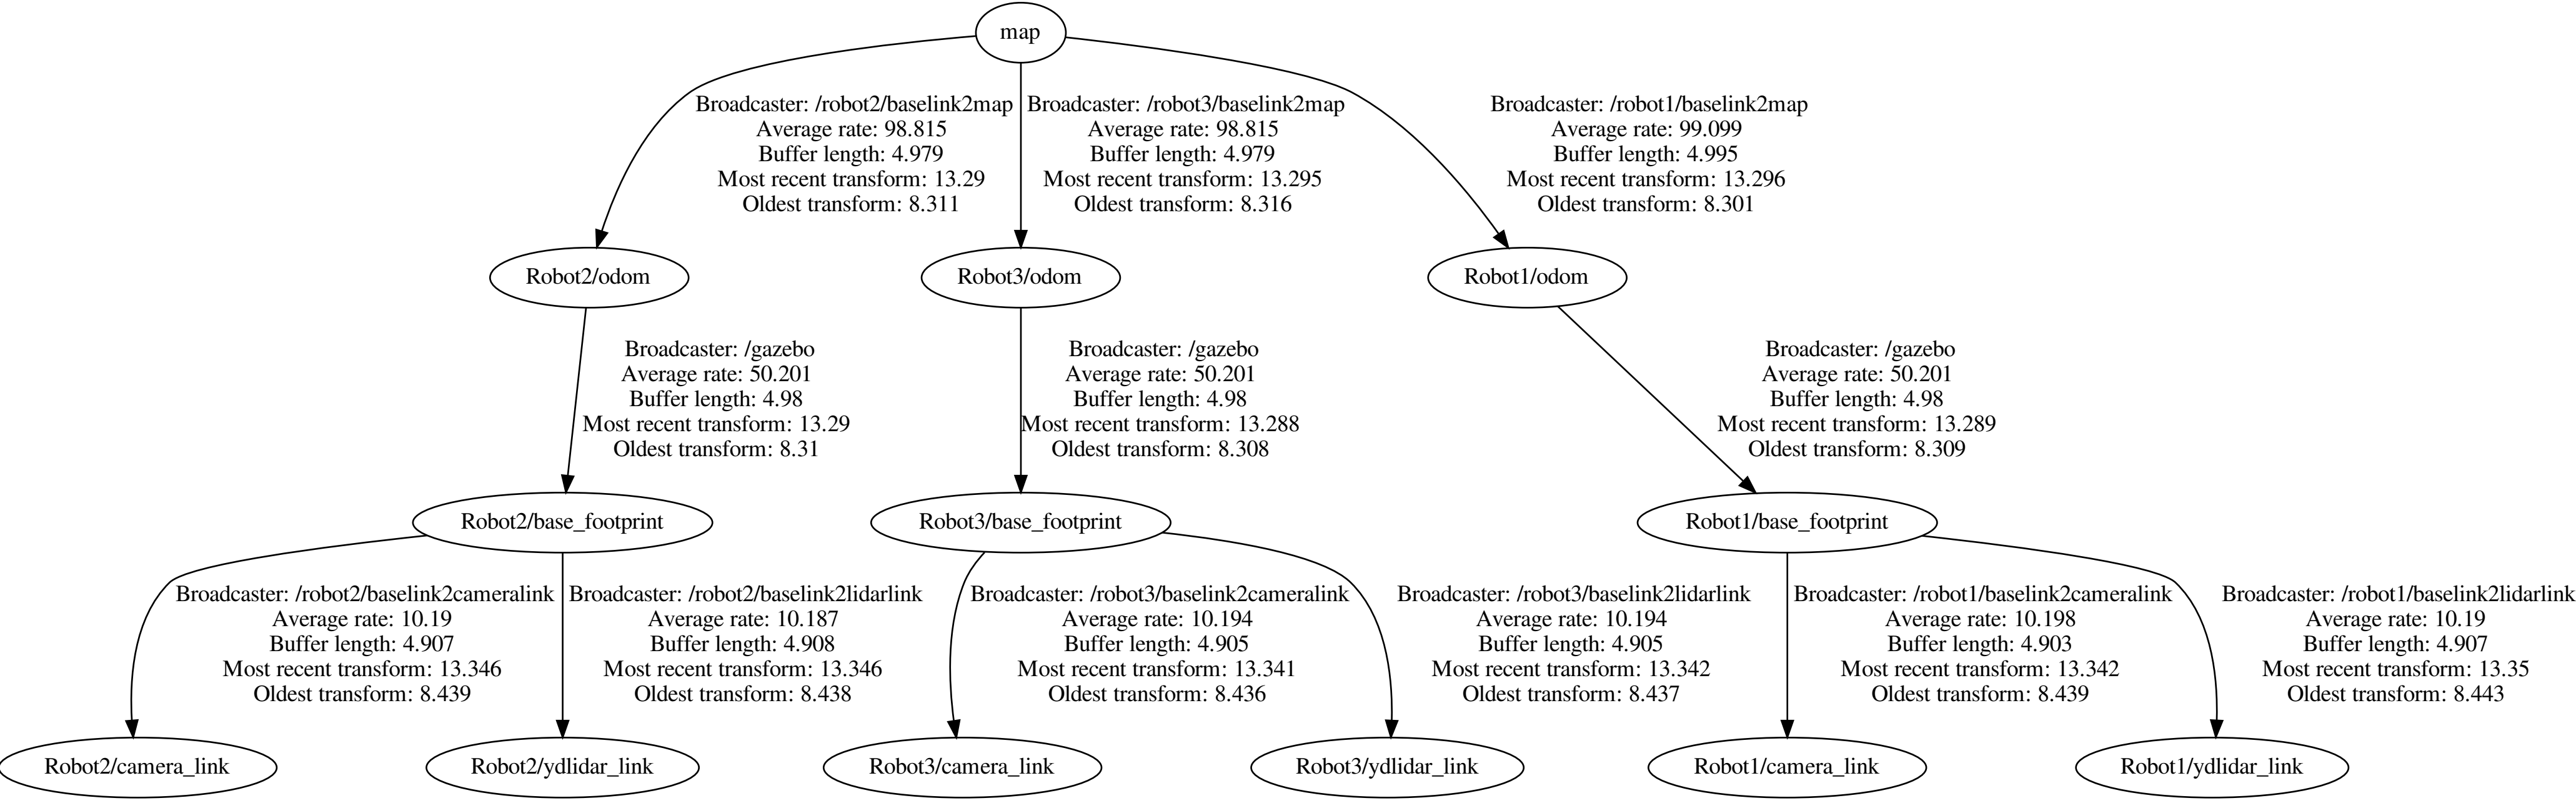 map
Broadcaster: /robot2/baselink2map
Average rate: 98.815
Buffer length: 4.979
Most recent transform: 13.29
Oldest transform: 8.311
Broadcaster: /robot3/baselink2map
Average rate: 98.815
Buffer length: 4.979
Most recent transform: 13.295
Oldest transform: 8.316
Broadcaster: /robot1/baselink2map
Average rate: 99.099
Buffer length: 4.995
Most recent transform: 13.296
Oldest transform: 8.301
Robot2/odom
Robot3/odom
Robot1/odom
Broadcaster: /gazebo
Average rate: 50.201
Buffer length: 4.98
Most recent transform: 13.29
Oldest transform: 8.31
Broadcaster: /gazebo
Average rate: 50.201
Buffer length: 4.98
Most recent transform: 13.288
Oldest transform: 8.308
Broadcaster: /gazebo
Average rate: 50.201
Buffer length: 4.98
Most recent transform: 13.289
Oldest transform: 8.309
Robot2/base_footprint
Robot3/base_footprint
Robot1/base_footprint
Broadcaster: /robot2/baselink2cameralink
Average rate: 10.19
Buffer length: 4.907
Most recent transform: 13.346
Oldest transform: 8.439
Broadcaster: /robot2/baselink2lidarlink
Average rate: 10.187
Buffer length: 4.908
Most recent transform: 13.346
Oldest transform: 8.438
Broadcaster: /robot3/baselink2cameralink
Average rate: 10.194
Buffer length: 4.905
Most recent transform: 13.341
Oldest transform: 8.436
Broadcaster: /robot3/baselink2lidarlink
Average rate: 10.194
Buffer length: 4.905
Most recent transform: 13.342
Oldest transform: 8.437
Broadcaster: /robot1/baselink2cameralink
Average rate: 10.198
Buffer length: 4.903
Most recent transform: 13.342
Oldest transform: 8.439
Broadcaster: /robot1/baselink2lidarlink
Average rate: 10.19
Buffer length: 4.907
Most recent transform: 13.35
Oldest transform: 8.443
Robot2/camera_link
Robot2/ydlidar_link
Robot3/camera_link
Robot3/ydlidar_link
Robot1/camera_link
Robot1/ydlidar_link